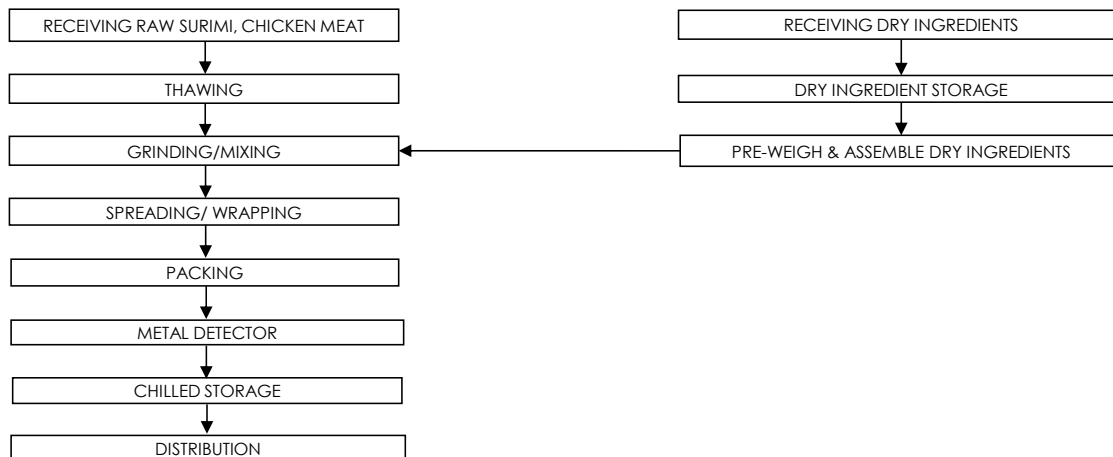 RECEIVING RAW SURIMI, CHICKEN MEAT
THAWING
GRINDING/MIXING
SPREADING/ WRAPPING
PACKING
METAL DETECTOR
CHILLED STORAGE
DISTRIBUTION
RECEIVING DRY INGREDIENTS
DRY INGREDIENT STORAGE
PRE-WEIGH & ASSEMBLE DRY INGREDIENTS